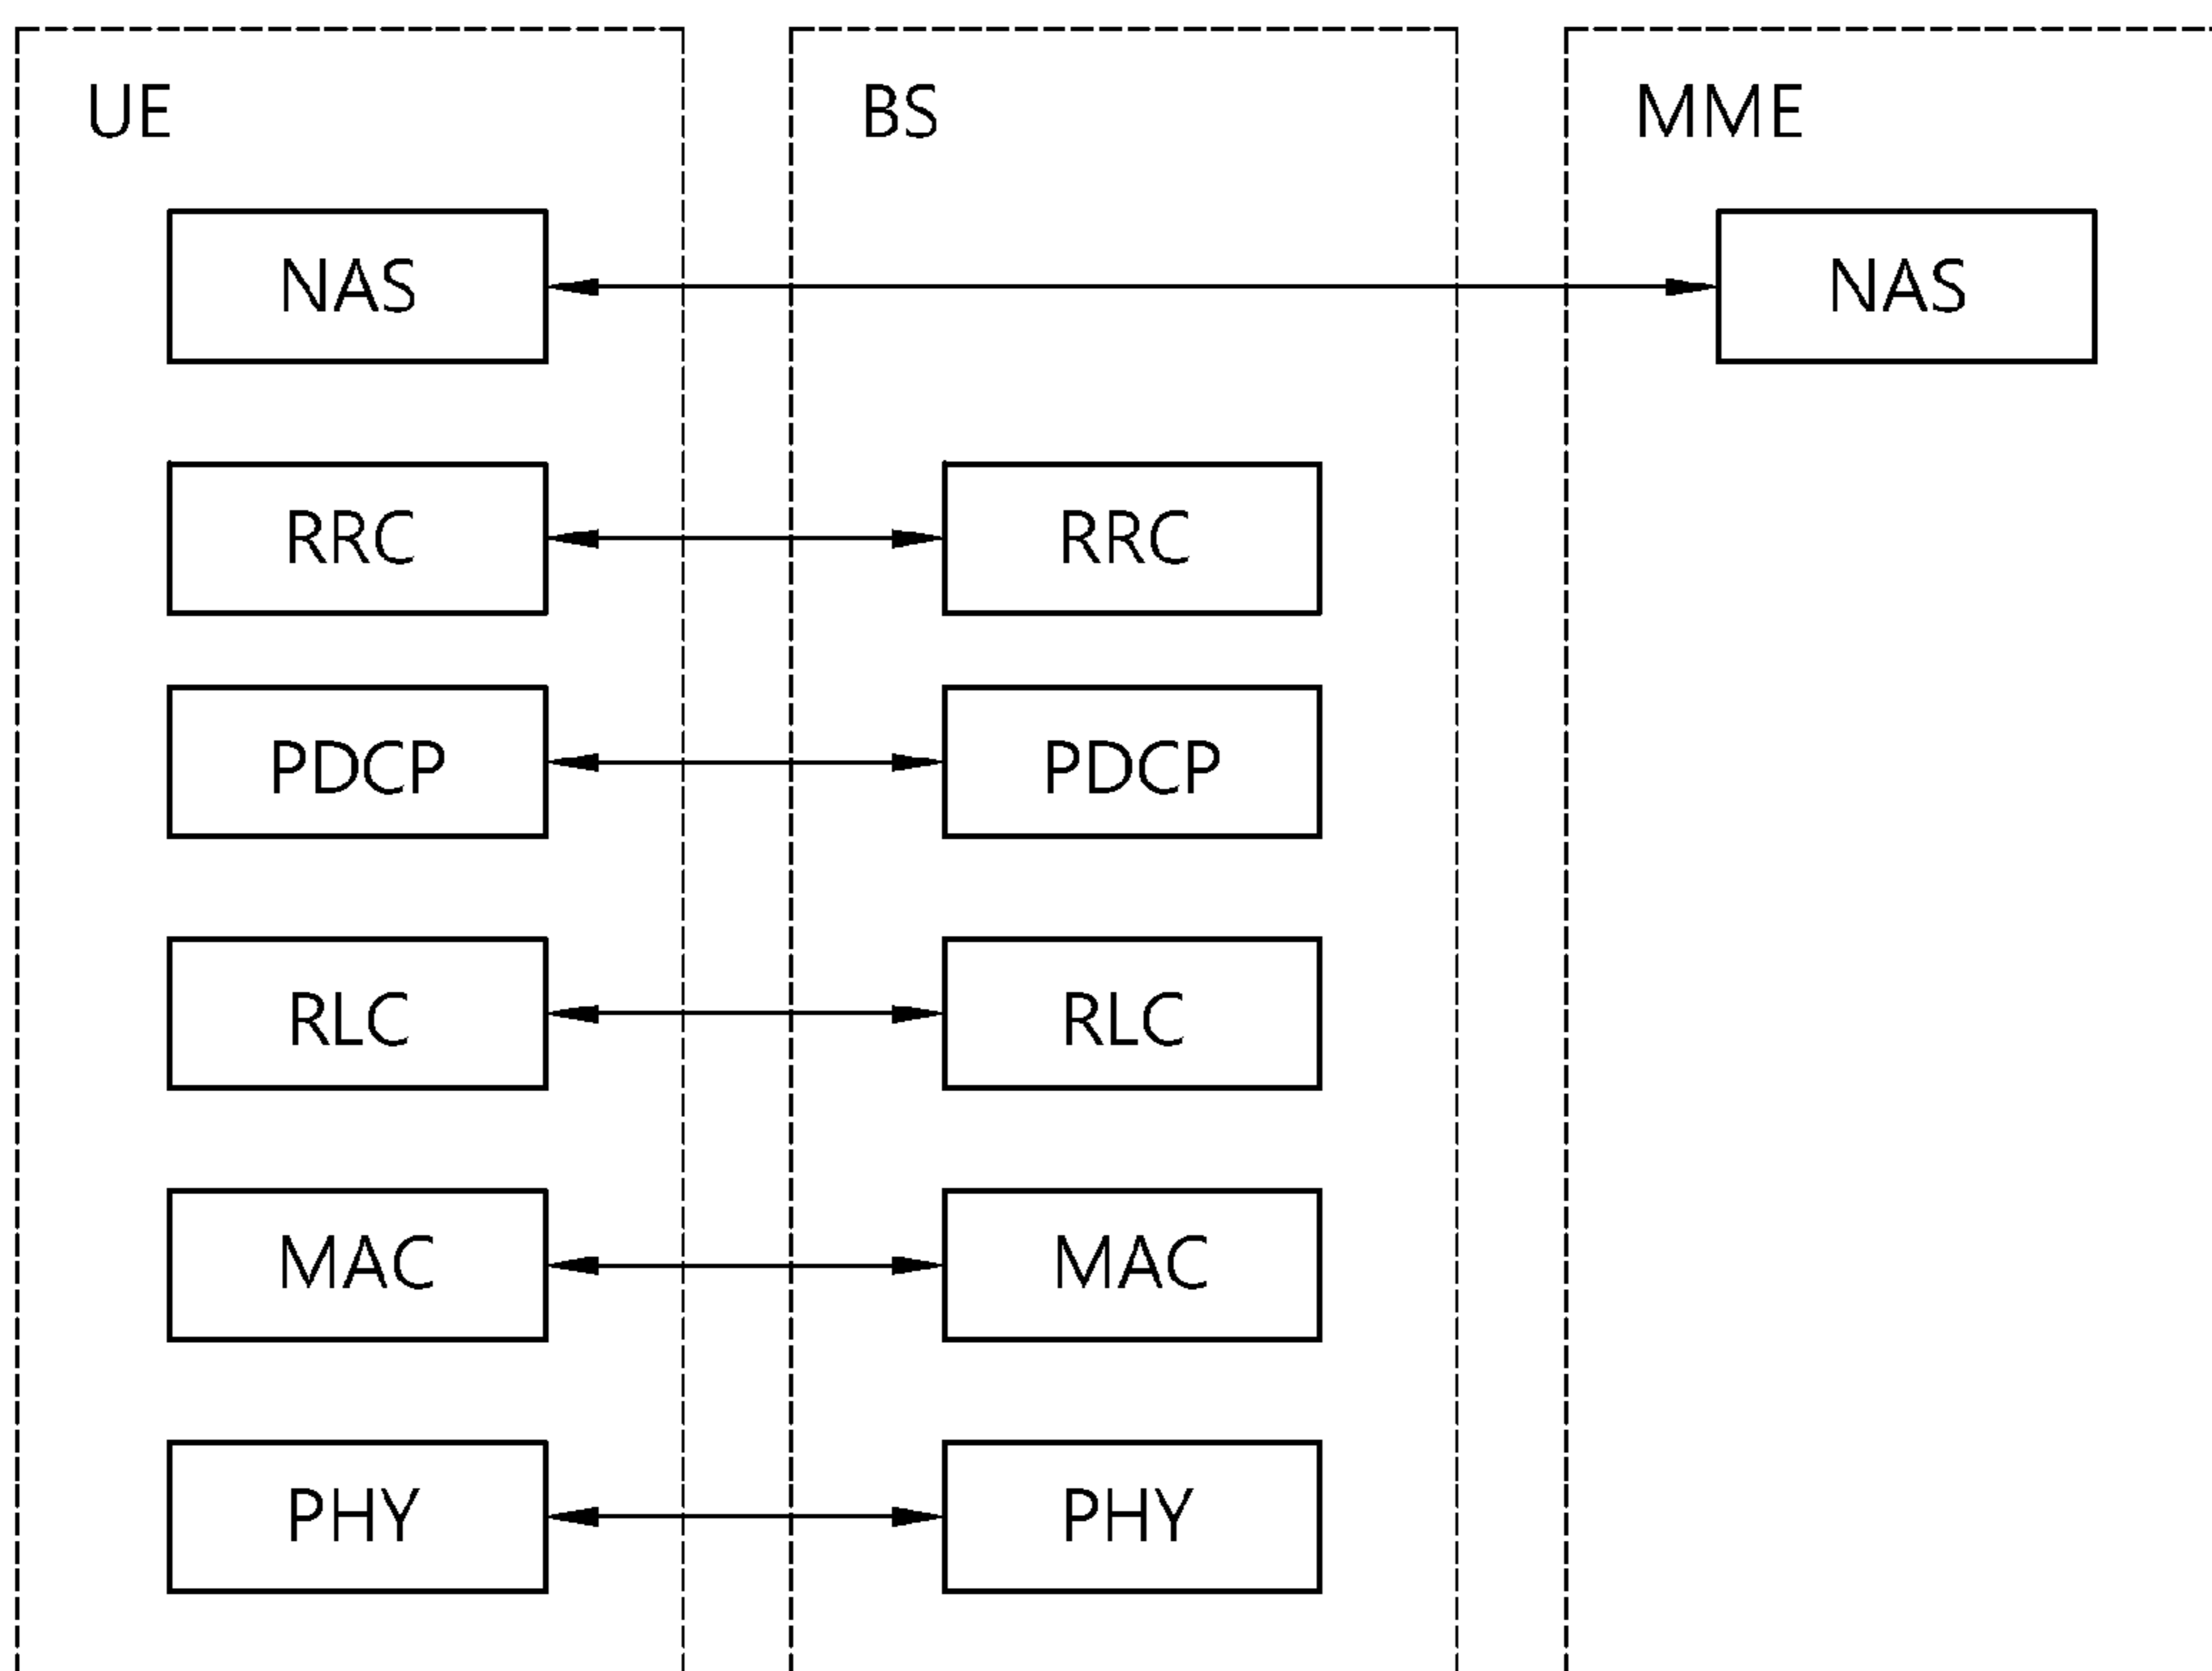 UE
BS
MME
NAS
NAS
RRC
RRC
PDCP
PDCP
RLC
RLC
MAC
MAC
PHY
PHY